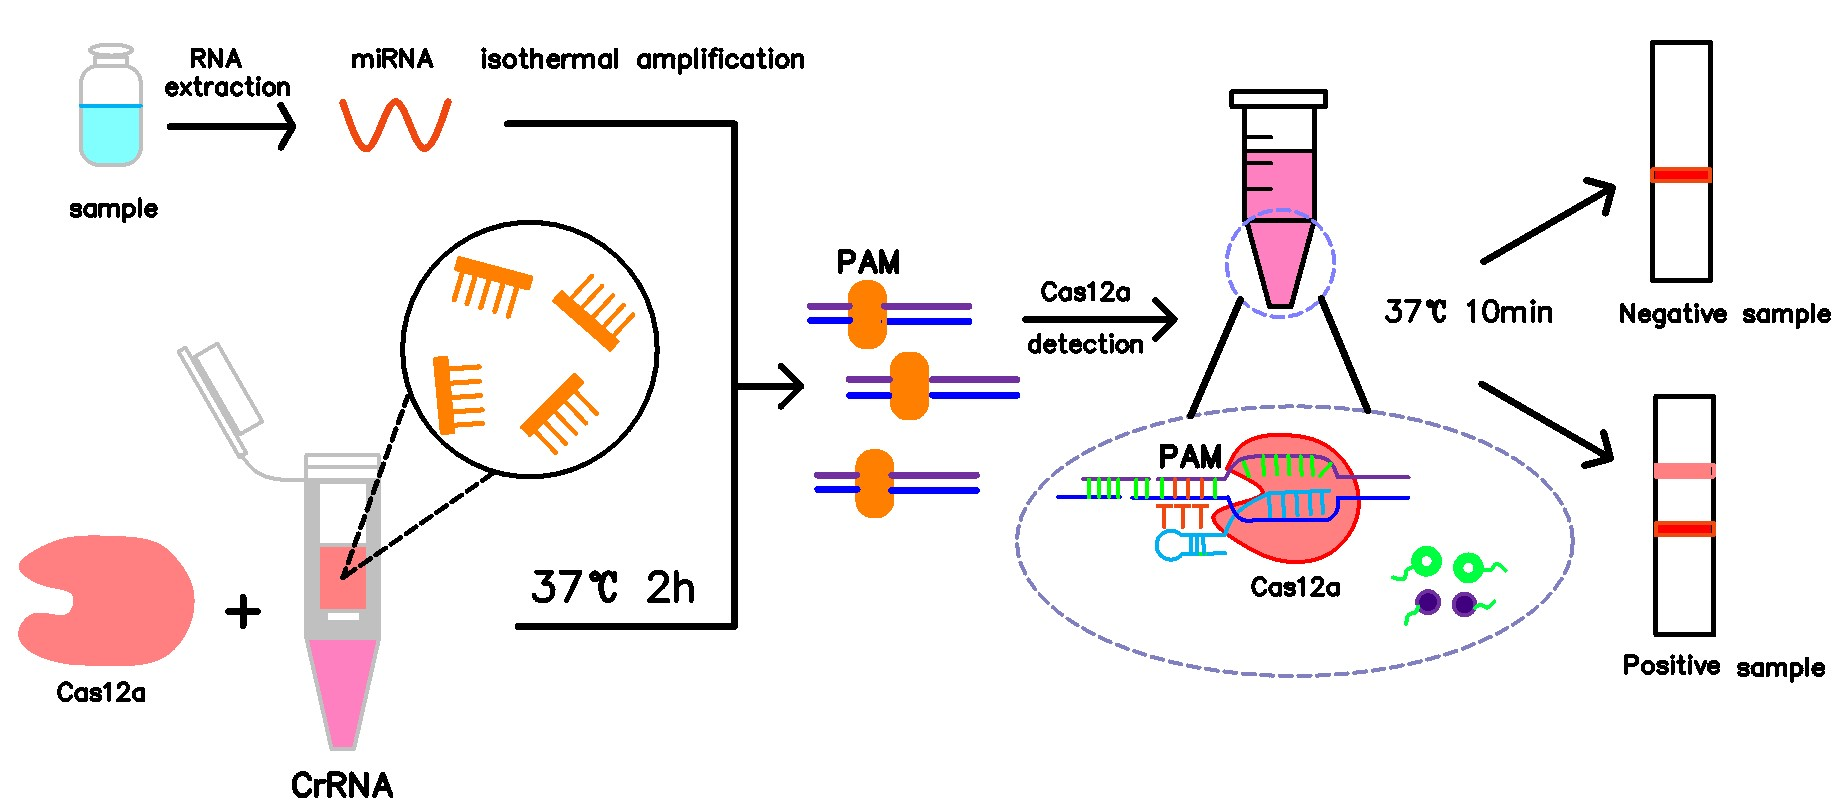 RNA
extraction
miRNA
isothermal amplification
sample
PAM
Cas12a
detection
37℃ 10min
Negative sample
PAM
Cas12a
37℃ 2h
Cas12a
CrRNA
Positive sample